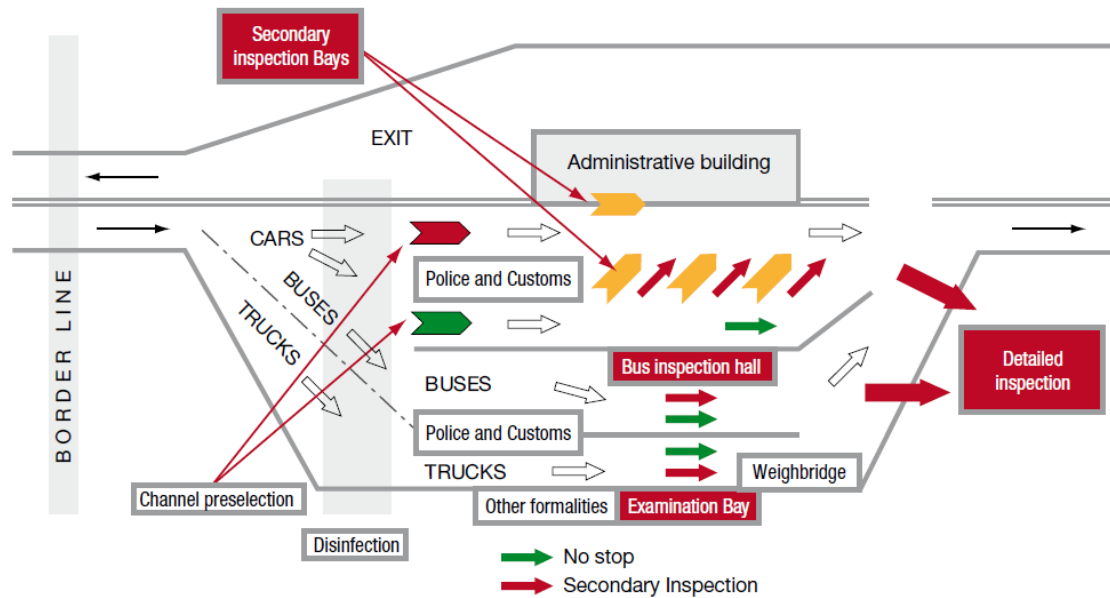 Secondary
inspection Bays
EXIT
Administrative building
BORDER LINE
CARS
BUSES
TRUCKS
Police and Customs
Bus inspection hall
Detailed
inspection
BUSES
Police and Customs
TRUCKS
Weighbridge
Channel preselection
Other formalities
Examination Bay
Disinfection
No stop
Secondary Inspection